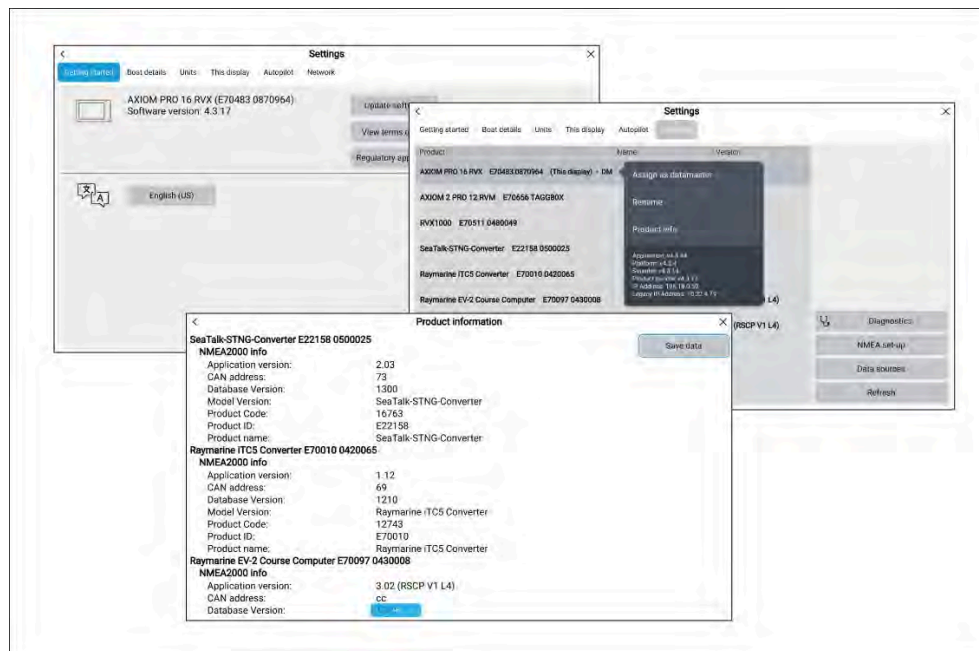 Settings
Getting started Boat details Units This display Autopilot Network
AXIOM PRO 16 RVX (E70483 0870964)
Software version: 4.3.17
Update soft
View terms o
Regulatory app
English (US)
Settings
Getting started Boat details Units This display Autopilot
Product Name Version
AXIOM PRO 16 RVX E70483 0870964 (This display) - DM
AXIOM 2 PRO 12 RVM E70656 TAGGBOX
RVX1000 E70511 0480049
SeaTalk-STNG-Converter E22158 0500025
Raymarine iTC5 Converter E70010 0420065
Raymarine EV-2 Course Computer E70097 0430008
Assign as datamaster
Rename
Product info
L4)
(RSCP V1 L4)
Diagnostics
NMEA set-up
Data sources
Refresh
Product information
Save data
SeaTalk-STNG-Converter E22158 0500025
NMEA2000 info
Application version: 2.03
CAN address: 73
Database Version: 1300
Model Version: SeaTalk-STNG-Converter
Product Code: 16763
Product ID: E22158
Product name: SeaTalk-STNG-Converter
Raymarine iTC5 Converter E70010 0420065
NMEA2000 info
Application version: 1.12
CAN address: 69
Database Version: 1210
Model Version: Raymarine iTC5 Converter
Product Code: 12743
Product ID: E70010
Product name: Raymarine iTC5 Converter
Raymarine EV-2 Course Computer E70097 0430008
NMEA2000 info
Application version: 3.02 (RSCP V1 L4)
CAN address: cc
Database Version: